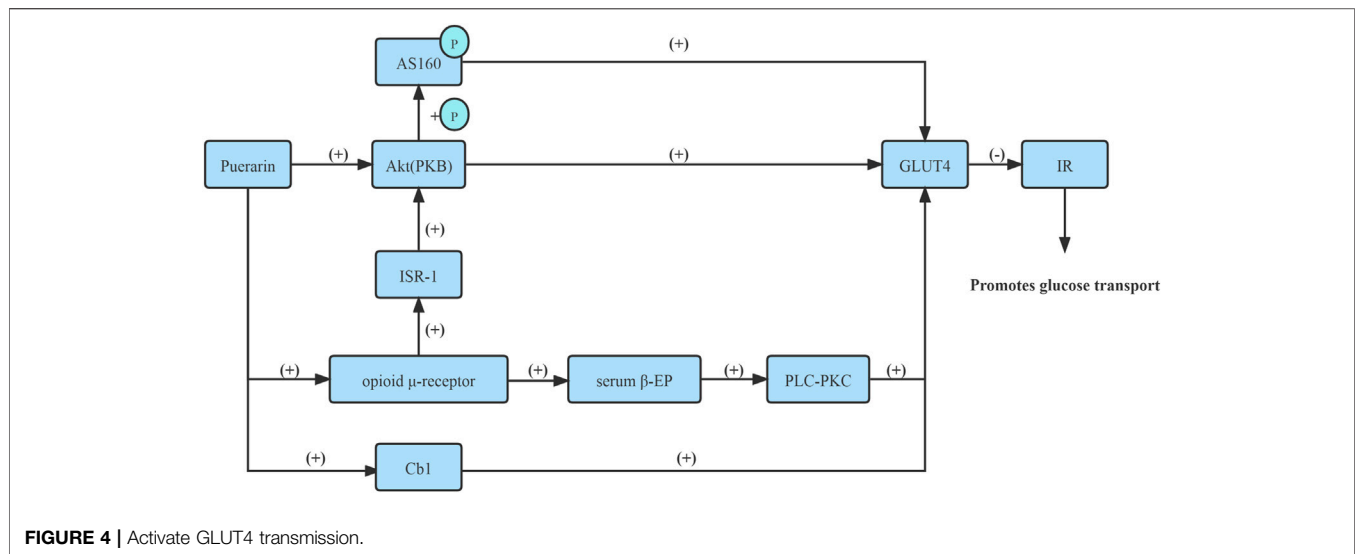 P
AS160
(+)
+
P
Puerarin
(+)
Akt(PKB)
(+)
GLUT4
(-)
IR
(+)
ISR-1
Promotes glucose transport
(+)
(+)
opioid μ-receptor
(+)
serum β-EP
(+)
PLC-PKC
(+)
(+)
Cb1
(+)
FIGURE 4 | Activate GLUT4 transmission.